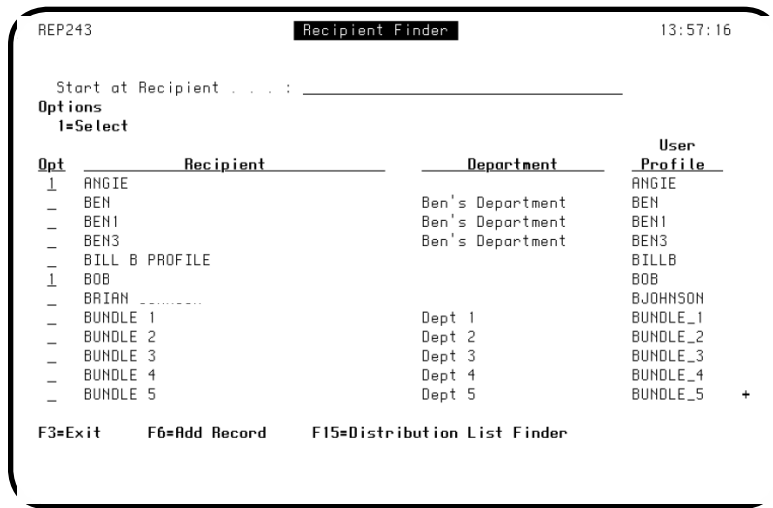 REP243 Recipient Finder 13:57:16
Start at Recipient . . . :
Options
1=Select
User
Opt Recipient Department Profile
1 ANGIE ANGIE
_ BEN Ben's Department BEN
_ BEN1 Ben's Department BEN1
_ BEN3 Ben's Department BEN3
_ BILL B PROFILE BILLB
1 BOB BOB
_ BRIAN BJOHNSON
_ BUNDLE 1 Dept 1 BUNDLE_1
_ BUNDLE 2 Dept 2 BUNDLE_2
_ BUNDLE 3 Dept 3 BUNDLE_3
_ BUNDLE 4 Dept 4 BUNDLE_4
_ BUNDLE 5 Dept 5 BUNDLE_5 +
F3=Exit F6=Add Record F15=Distribution List Finder